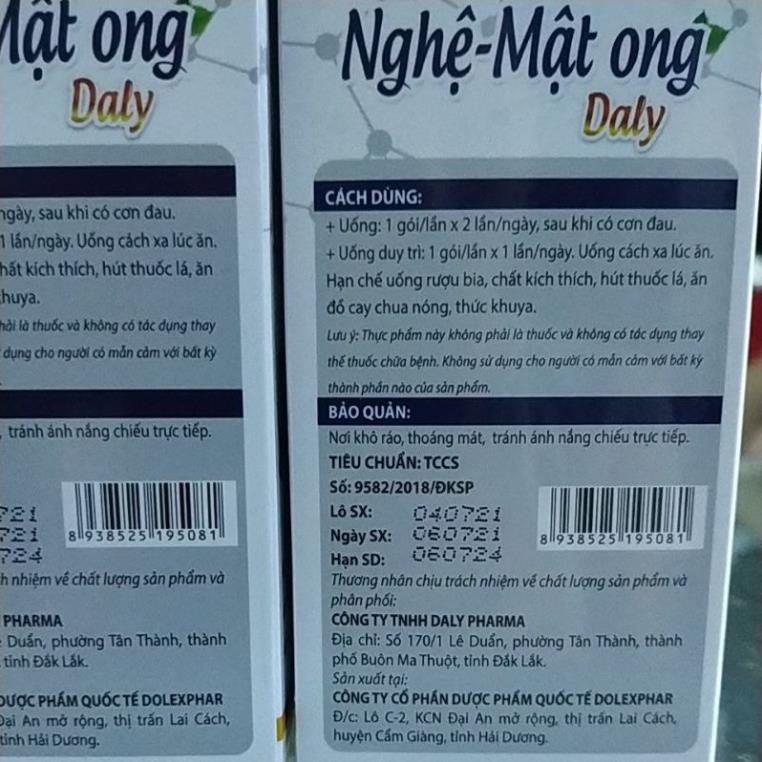 Mật ong
Daly
ngày, sau khi có cơn đau.
1 lần/ngày. Uống cách xa lúc ăn.
hất kích thích, hút thuốc lá, ăn
huya.
hải là thuốc và không có tác dụng thay
dụng cho người có mẫn cảm với bất kỳ
, tránh ánh nắng chiếu trực tiếp.
721
721
724
8 938525 195081
h nhiệm về chất lượng sản phẩm và
PHARMA
Duẩn, phường Tân Thành, thành
tỉnh Đắk Lắk.
DƯỢC PHẨM QUỐC TẾ DOLEXPHAR
Đại An mở rộng, thị trấn Lai Cách,
tỉnh Hải Dương.
Nghệ-Mật ong
Daly
CÁCH DÙNG:
+ Uống: 1 gói/lần x 2 lần/ngày, sau khi có cơn đau.
+ Uống duy trì: 1 gói/lần x 1 lần/ngày. Uống cách xa lúc ăn.
Hạn chế uống rượu bia, chất kích thích, hút thuốc lá, ăn
đồ cay chua nóng, thức khuya.
Lưu ý: Thực phẩm này không phải là thuốc và không có tác dụng thay
thế thuốc chữa bệnh. Không sử dụng cho người có mẫn cảm với bất kỳ
thành phần nào của sản phẩm.
BẢO QUẢN:
Nơi khô ráo, thoáng mát, tránh ánh nắng chiếu trực tiếp.
TIÊU CHUẨN: TCCS
Số: 9582/2018/ĐKSP
Lô SX: 040721
Ngày SX: 060721
Hạn SD: 060724
8 938525 195081
Thương nhân chịu trách nhiệm về chất lượng sản phẩm và
phân phối:
CÔNG TY TNHH DALY PHARMA
Địa chỉ: Số 170/1 Lê Duẩn, phường Tân Thành, thành
phố Buôn Ma Thuột, tỉnh Đắk Lắk.
Sản xuất tại:
CÔNG TY CỔ PHẦN DƯỢC PHẨM QUỐC TẾ DOLEXPHAR
Đ/c: Lô C-2, KCN Đại An mở rộng, thị trấn Lai Cách,
huyện Cẩm Giàng, tỉnh Hải Dương.